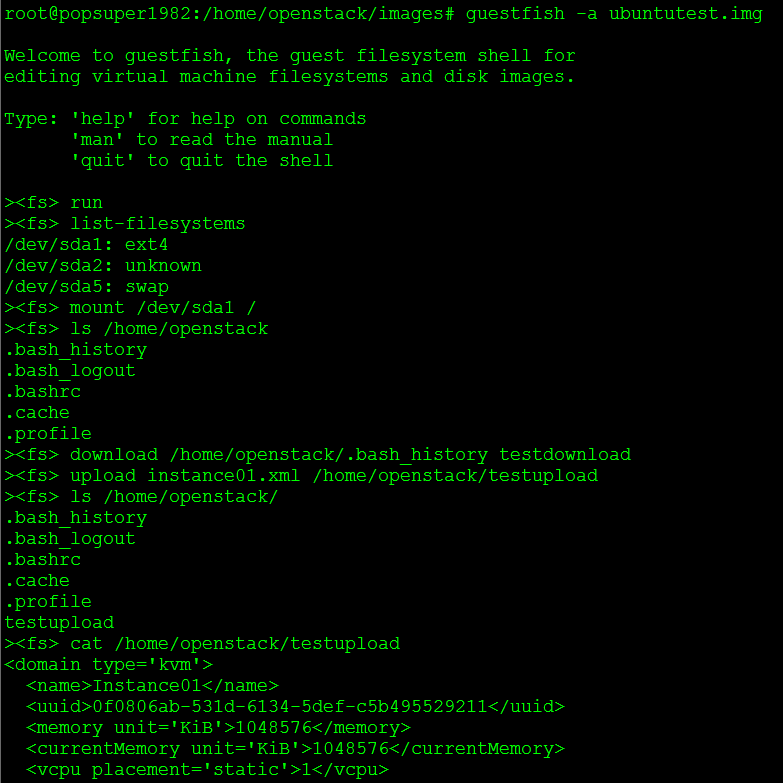 root@popsuper1982:/home/openstack/images# guestfish -a ubuntutest.img
Welcome to guestfish, the guest filesystem shell for
editing virtual machine filesystems and disk images.
Type: 'help' for help on commands
      'man' to read the manual
      'quit' to quit the shell
><fs> run
><fs> list-filesystems
/dev/sda1: ext4
/dev/sda2: unknown
/dev/sda5: swap
><fs> mount /dev/sda1 /
><fs> ls /home/openstack
.bash_history
.bash_logout
.bashrc
.cache
.profile
><fs> download /home/openstack/.bash_history testdownload
><fs> upload instance01.xml /home/openstack/testupload
><fs> ls /home/openstack/
.bash_history
.bash_logout
.bashrc
.cache
.profile
testupload
><fs> cat /home/openstack/testupload
<domain type='kvm'>
  <name>Instance01</name>
  <uuid>0f0806ab-531d-6134-5def-c5b495529211</uuid>
  <memory unit='KiB'>1048576</memory>
  <currentMemory unit='KiB'>1048576</currentMemory>
  <vcpu placement='static'>1</vcpu>